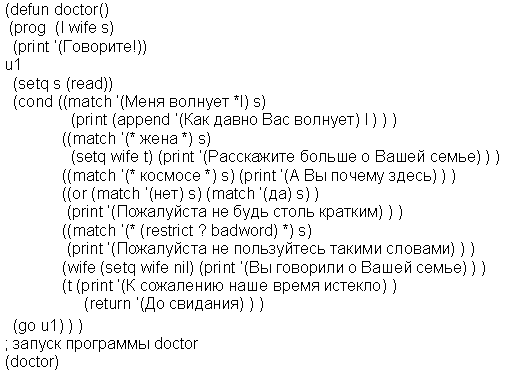 (defun doctor()
(prog (l wife s)
(print '(Говорите!))
u1
(setq s (read))
(cond ((match '(Меня волнует *l) s)
(print (append '(Как давно Вас волнует) l ) ) )
((match '(* жена *) s)
(setq wife t) (print '(Расскажите больше о Вашей семье) ) )
((match '(* космосе *) s) (print '(А Вы почему здесь) ) )
((or (match '(нет) s) (match '(да) s) )
(print '(Пожалуйста не будь столь кратким) ) )
((match '(* (restrict ? badword) *) s)
(print '(Пожалуйста не пользуйтесь такими словами) ) )
(wife (setq wife nil) (print '(Вы говорили о Вашей семье) ) )
(t (print '(К сожалению наше время истекло) )
(return '(До свидания) ) )
(go u1) ) )
; запуск программы doctor
(doctor)